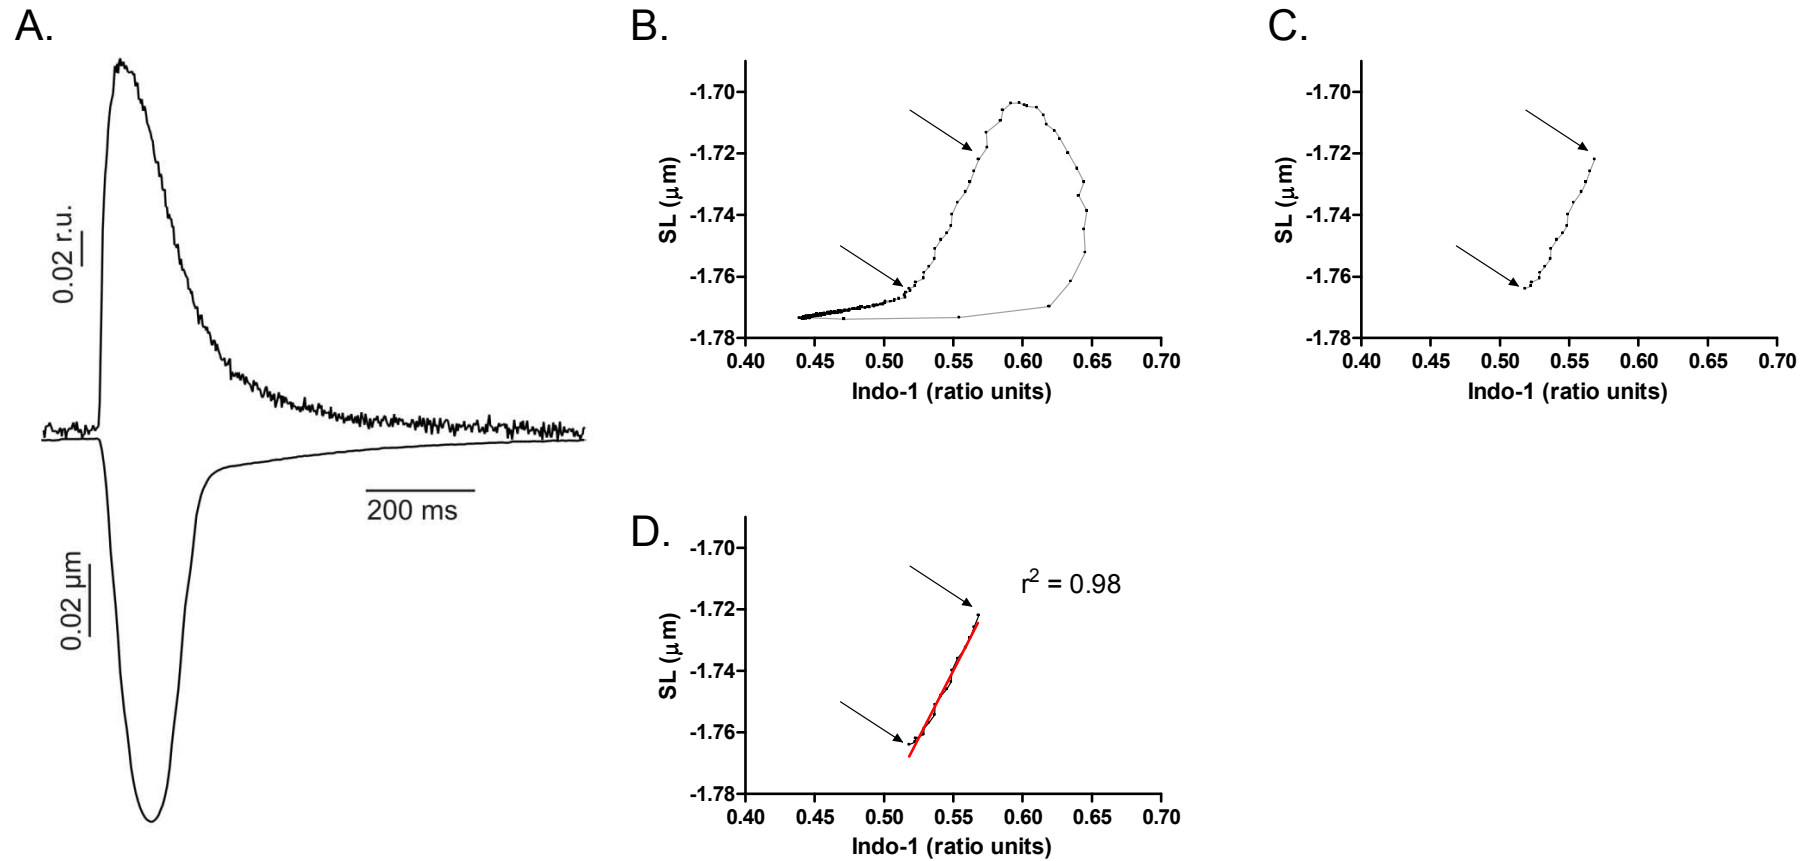 A.
0.02 r.u.
200 ms
0.02 µm
B.
-1.70
-1.72
-1.74
-1.76
-1.78
SL (µm)
0.40 0.45 0.50 0.55 0.60 0.65 0.70
Indo-1 (ratio units)
C.
-1.70
-1.72
-1.74
-1.76
-1.78
SL (µm)
0.40 0.45 0.50 0.55 0.60 0.65 0.70
Indo-1 (ratio units)
D.
-1.70
-1.72
-1.74
-1.76
-1.78
SL (µm)
r² = 0.98
0.40 0.45 0.50 0.55 0.60 0.65 0.70
Indo-1 (ratio units)